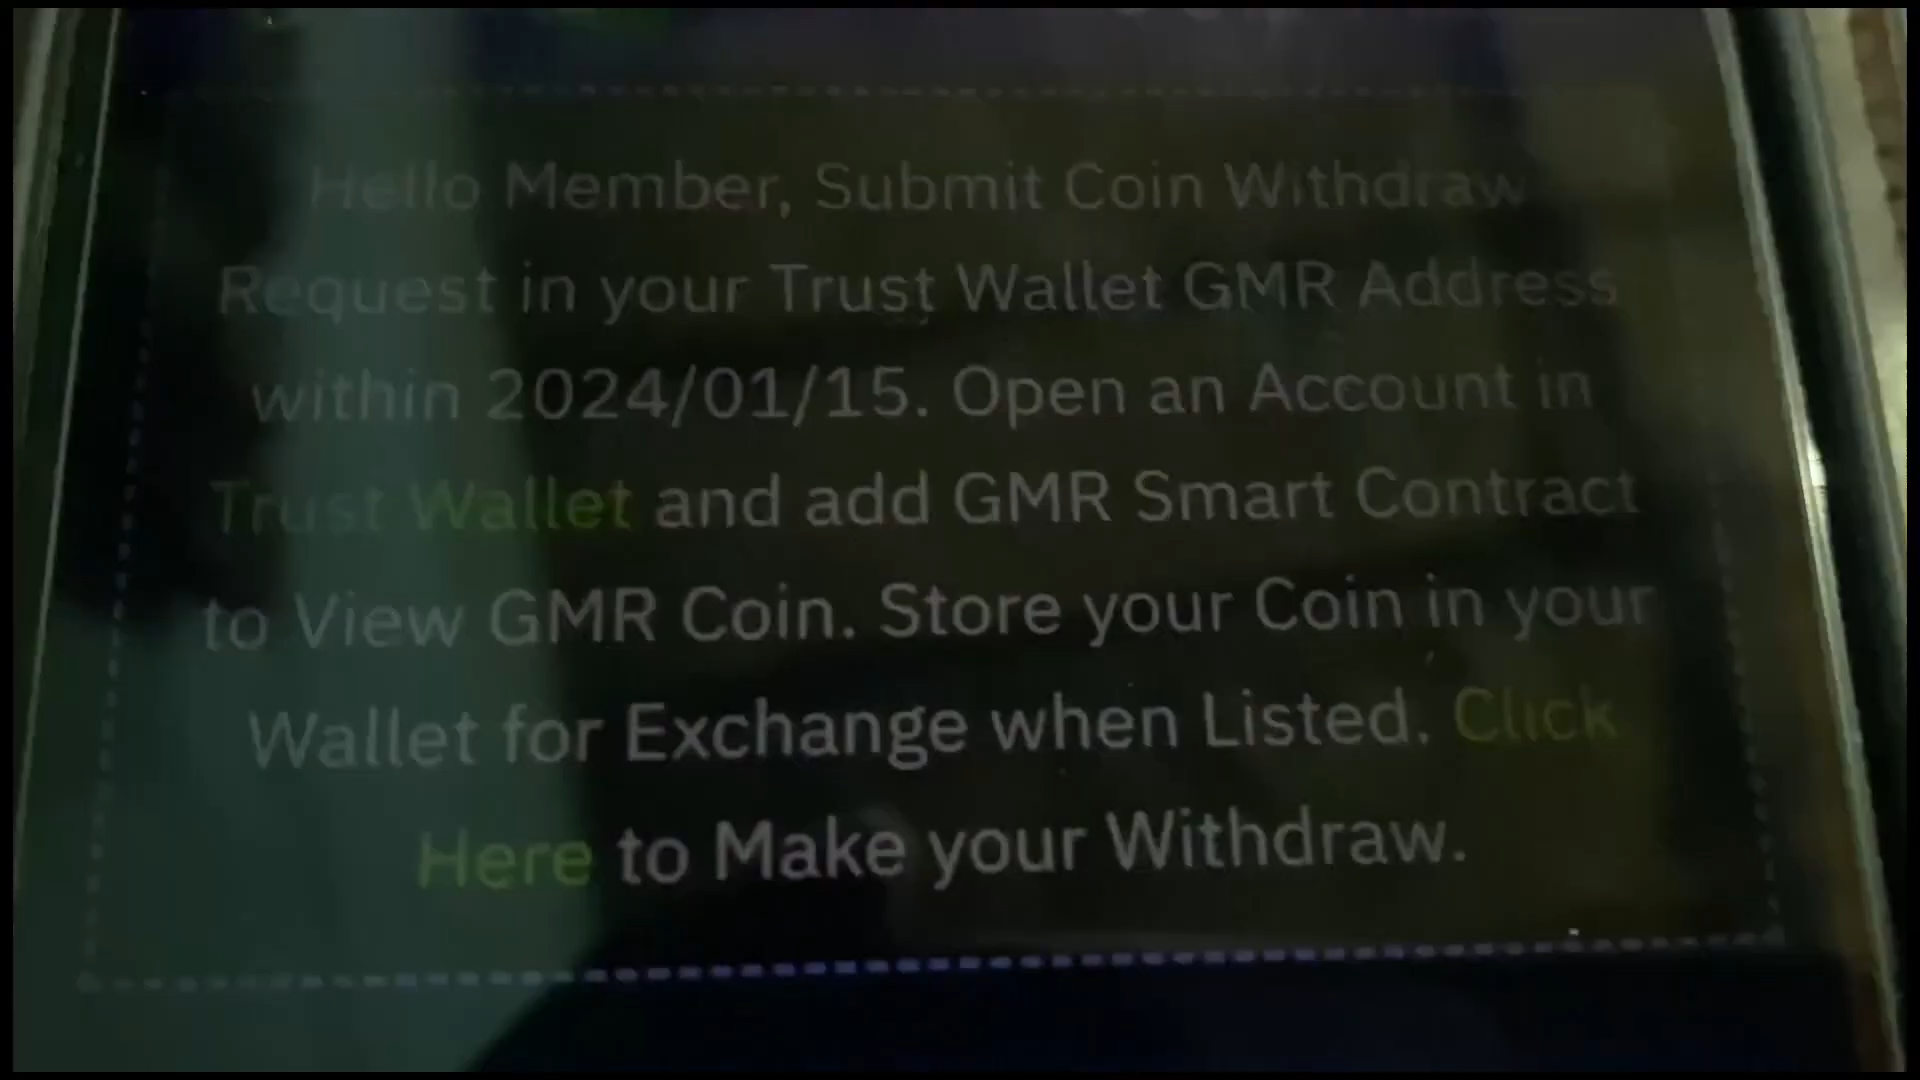 Hello Member, Submit Coin Withdraw
Request in your Trust Wallet GMR Address
within 2024/01/15. Open an Account in
Trust Wallet and add GMR Smart Contract
to View GMR Coin. Store your Coin in your
Wallet for Exchange when Listed. Click
Here to Make your Withdraw.